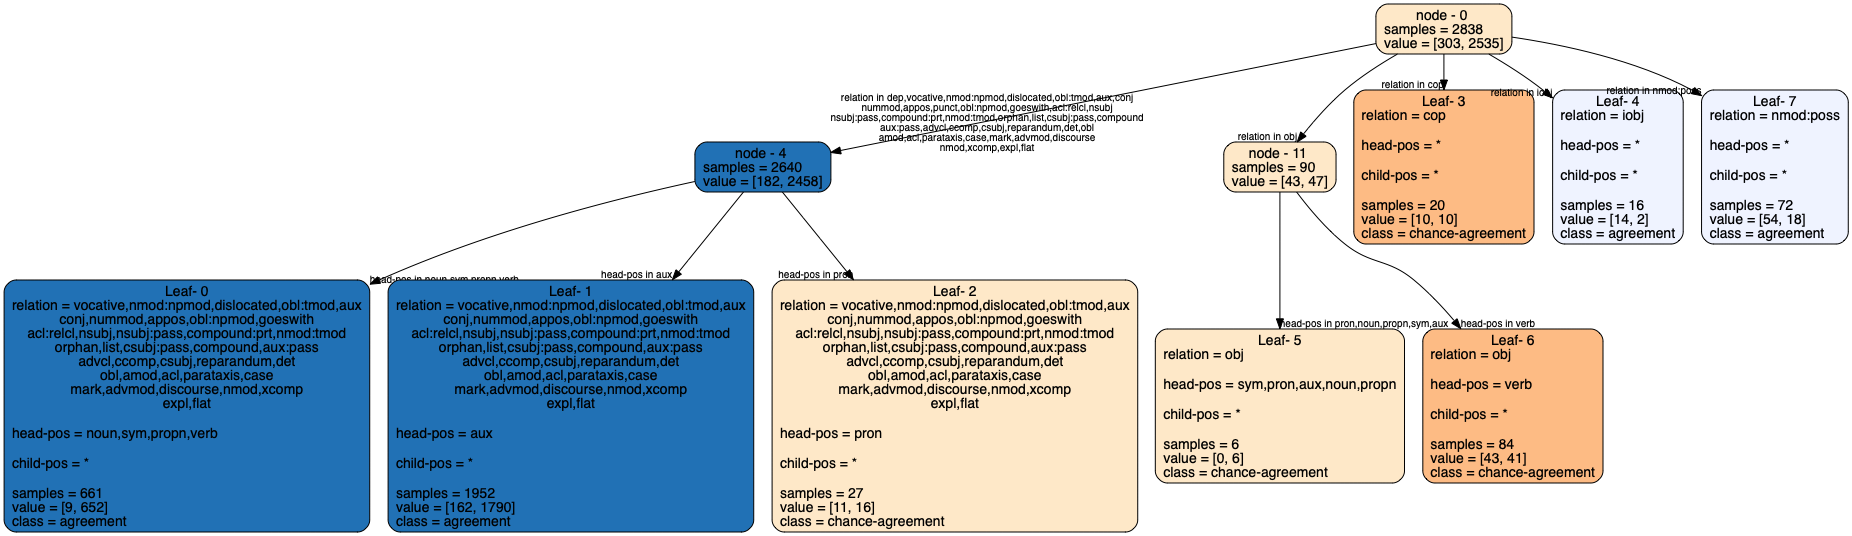 node - 0
samples = 2838
value = [303, 2535]
relation in dep,vocative,nmod:npmod,dislocated,obl:tmod,aux,conj
nummod,appos,punct,obl:npmod,goeswith,acl:relcl,nsubj
nsubj:pass,compound:prt,nmod:tmod,orphan,list,csubj:pass,compound
aux:pass,advcl,ccomp,csubj,reparandum,det,obl
amod,acl,parataxis,case,mark,advmod,discourse
nmod,xcomp,expl,flat
relation in obj
relation in cop
relation in iobj
relation in nmod:poss
node - 4
samples = 2640
value = [182, 2458]
node - 11
samples = 90
value = [43, 47]
Leaf- 3
relation = cop
head-pos = *
child-pos = *
samples = 20
value = [10, 10]
class = chance-agreement
Leaf- 4
relation = iobj
head-pos = *
child-pos = *
samples = 16
value = [14, 2]
class = agreement
Leaf- 7
relation = nmod:poss
head-pos = *
child-pos = *
samples = 72
value = [54, 18]
class = agreement
head-pos in noun,sym,propn,verb
head-pos in aux
head-pos in pron
head-pos in pron,noun,propn,sym,aux
head-pos in verb
Leaf- 0
relation = vocative,nmod:npmod,dislocated,obl:tmod,aux
conj,nummod,appos,obl:npmod,goeswith
acl:relcl,nsubj,nsubj:pass,compound:prt,nmod:tmod
orphan,list,csubj:pass,compound,aux:pass
advcl,ccomp,csubj,reparandum,det
obl,amod,acl,parataxis,case
mark,advmod,discourse,nmod,xcomp
expl,flat
head-pos = noun,sym,propn,verb
child-pos = *
samples = 661
value = [9, 652]
class = agreement
Leaf- 1
relation = vocative,nmod:npmod,dislocated,obl:tmod,aux
conj,nummod,appos,obl:npmod,goeswith
acl:relcl,nsubj,nsubj:pass,compound:prt,nmod:tmod
orphan,list,csubj:pass,compound,aux:pass
advcl,ccomp,csubj,reparandum,det
obl,amod,acl,parataxis,case
mark,advmod,discourse,nmod,xcomp
expl,flat
head-pos = aux
child-pos = *
samples = 1952
value = [162, 1790]
class = agreement
Leaf- 2
relation = vocative,nmod:npmod,dislocated,obl:tmod,aux
conj,nummod,appos,obl:npmod,goeswith
acl:relcl,nsubj,nsubj:pass,compound:prt,nmod:tmod
orphan,list,csubj:pass,compound,aux:pass
advcl,ccomp,csubj,reparandum,det
obl,amod,acl,parataxis,case
mark,advmod,discourse,nmod,xcomp
expl,flat
head-pos = pron
child-pos = *
samples = 27
value = [11, 16]
class = chance-agreement
Leaf- 5
relation = obj
head-pos = sym,pron,aux,noun,propn
child-pos = *
samples = 6
value = [0, 6]
class = chance-agreement
Leaf- 6
relation = obj
head-pos = verb
child-pos = *
samples = 84
value = [43, 41]
class = chance-agreement